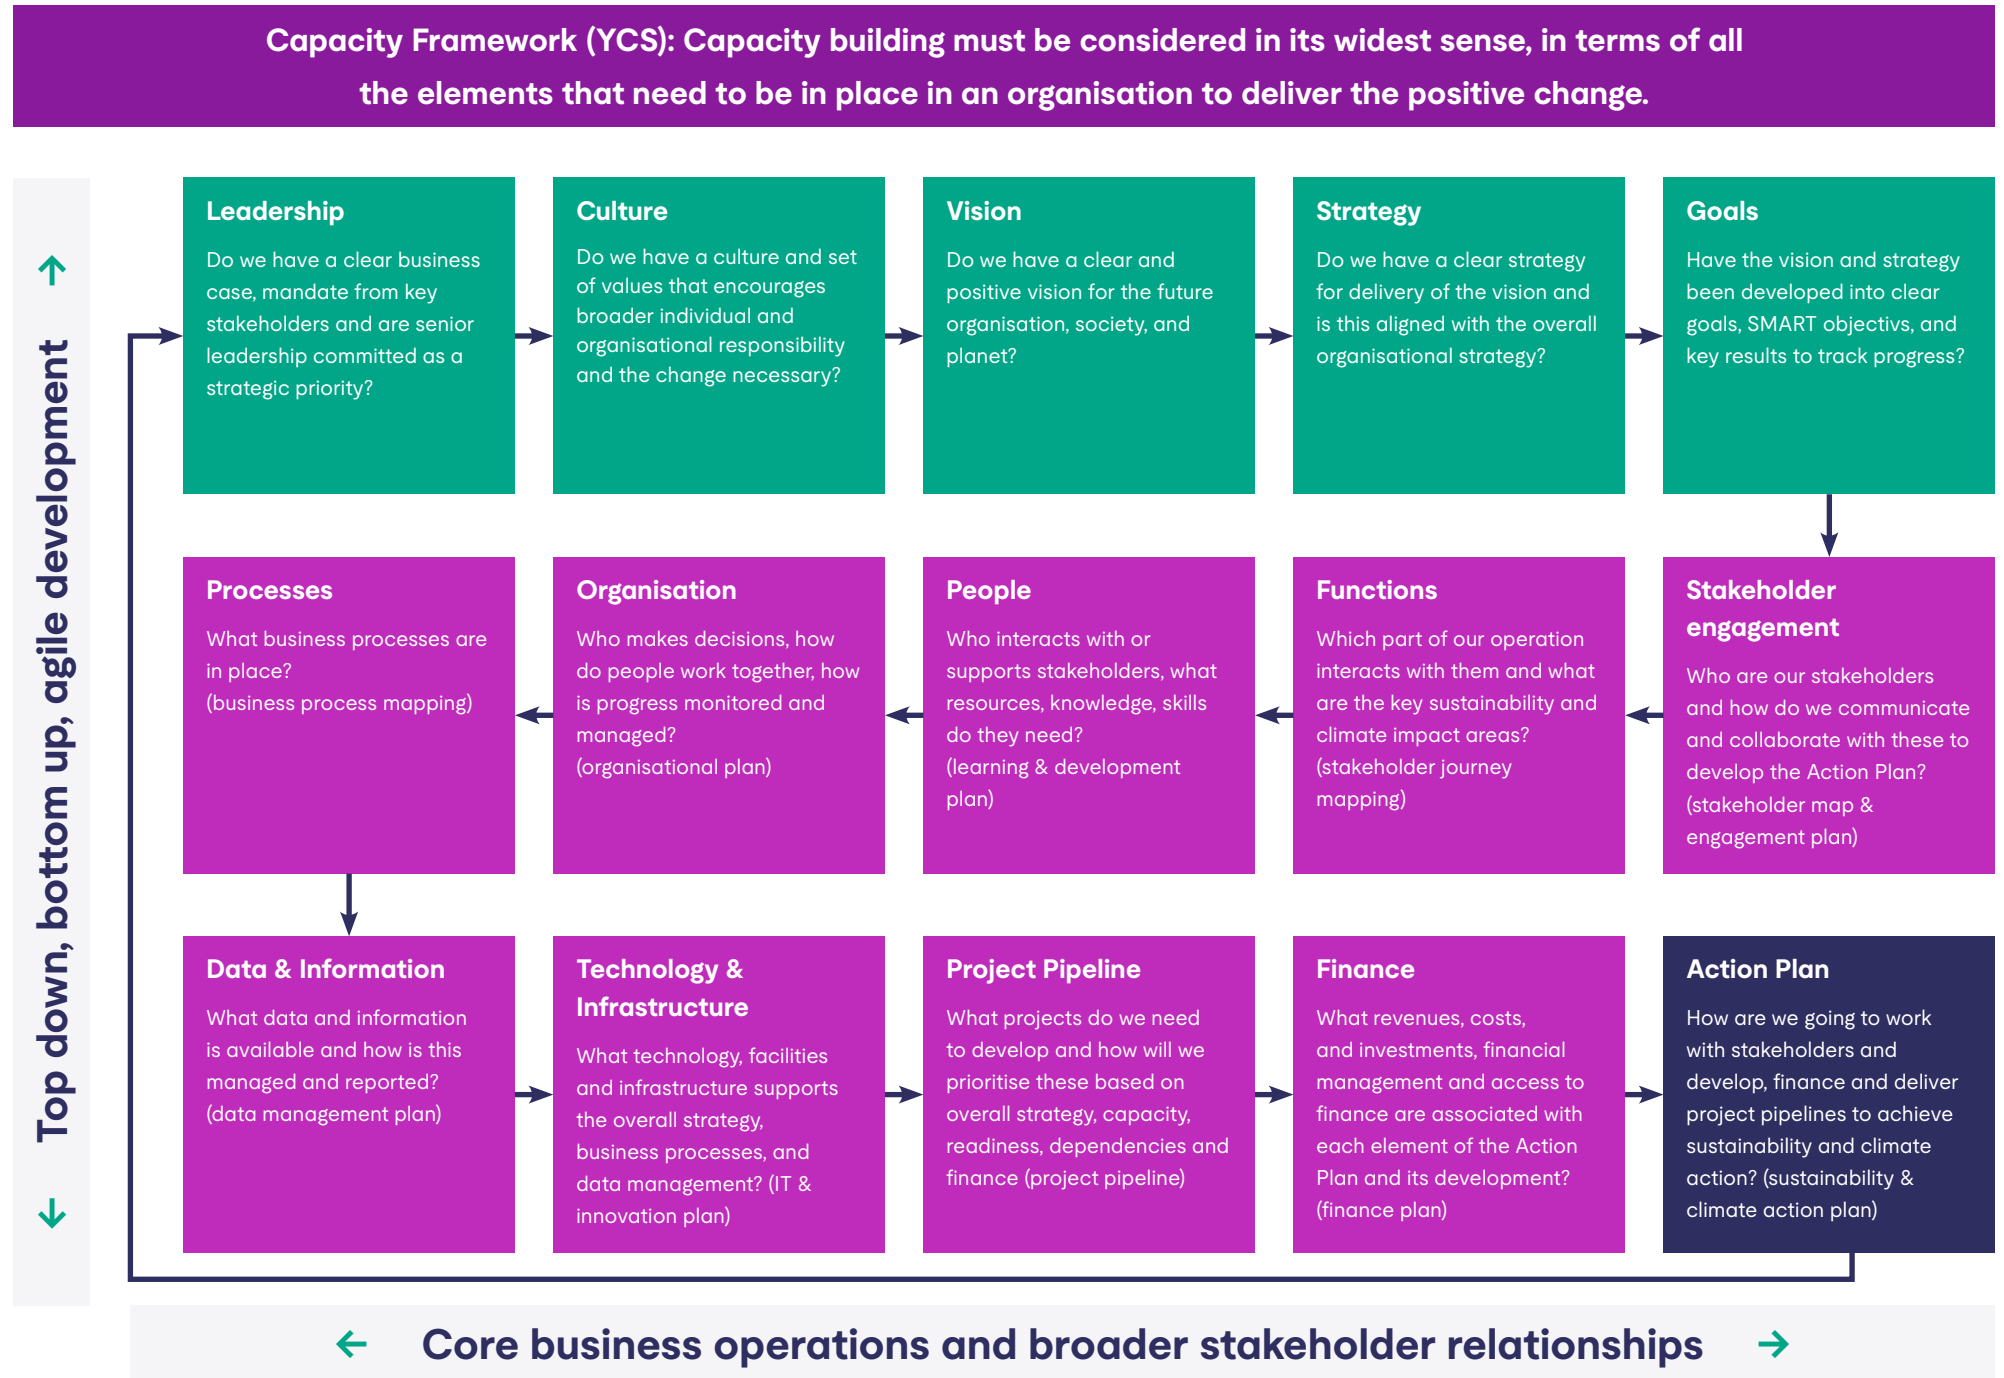 Capacity Framework (YCS): Capacity building must be considered in its widest sense, in terms of all
the elements that need to be in place in an organisation to deliver the positive change.
Top down, bottom up, agile development
Leadership
Do we have a clear business
case, mandate from key
stakeholders and are senior
leadership committed as a
strategic priority?
Culture
Do we have a culture and set
of values that encourages
broader individual and
organisational responsibility
and the change necessary?
Vision
Do we have a clear and
positive vision for the future
organisation, society, and
planet?
Strategy
Do we have a clear strategy
for delivery of the vision and
is this aligned with the overall
organisational strategy?
Goals
Have the vision and strategy
been developed into clear
goals, SMART objectivs, and
key results to track progress?
Stakeholder
engagement
Who are our stakeholders
and how do we communicate
and collaborate with these to
develop the Action Plan?
(stakeholder map &
engagement plan)
Functions
Which part of our operation
interacts with them and what
are the key sustainability and
climate impact areas?
(stakeholder journey
mapping)
People
Who interacts with or
supports stakeholders, what
resources, knowledge, skills
do they need?
(learning & development
plan)
Organisation
Who makes decisions, how
do people work together, how
is progress monitored and
managed?
(organisational plan)
Processes
What business processes are
in place?
(business process mapping)
Data & Information
What data and information
is available and how is this
managed and reported?
(data management plan)
Technology &
Infrastructure
What technology, facilities
and infrastructure supports
the overall strategy,
business processes, and
data management? (IT &
innovation plan)
Project Pipeline
What projects do we need
to develop and how will we
prioritise these based on
overall strategy, capacity,
readiness, dependencies and
finance (project pipeline)
Finance
What revenues, costs,
and investments, financial
management and access to
finance are associated with
each element of the Action
Plan and its development?
(finance plan)
Action Plan
How are we going to work
with stakeholders and
develop, finance and deliver
project pipelines to achieve
sustainability and climate
action? (sustainability &
climate action plan)
Core business operations and broader stakeholder relationships